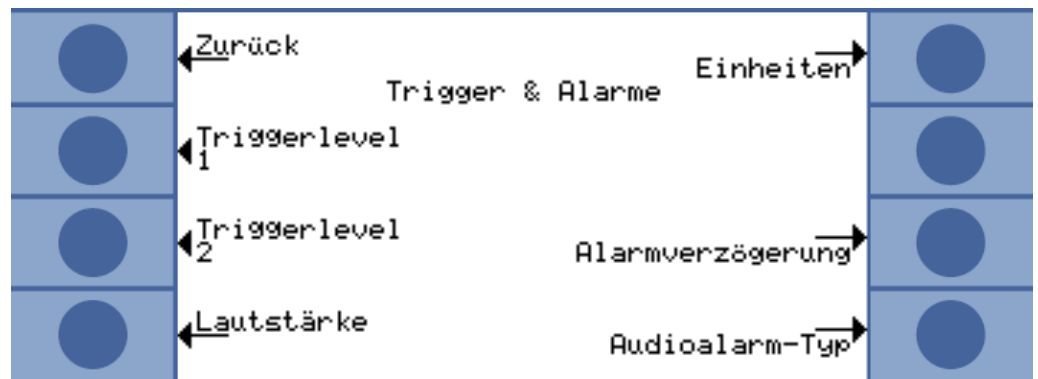 Zurück
Einheiten
Trigger & Alarme
Triggerlevel
1
Triggerlevel
2
Alarmverzögerung
Lautstärke
Audioalarm-Typ